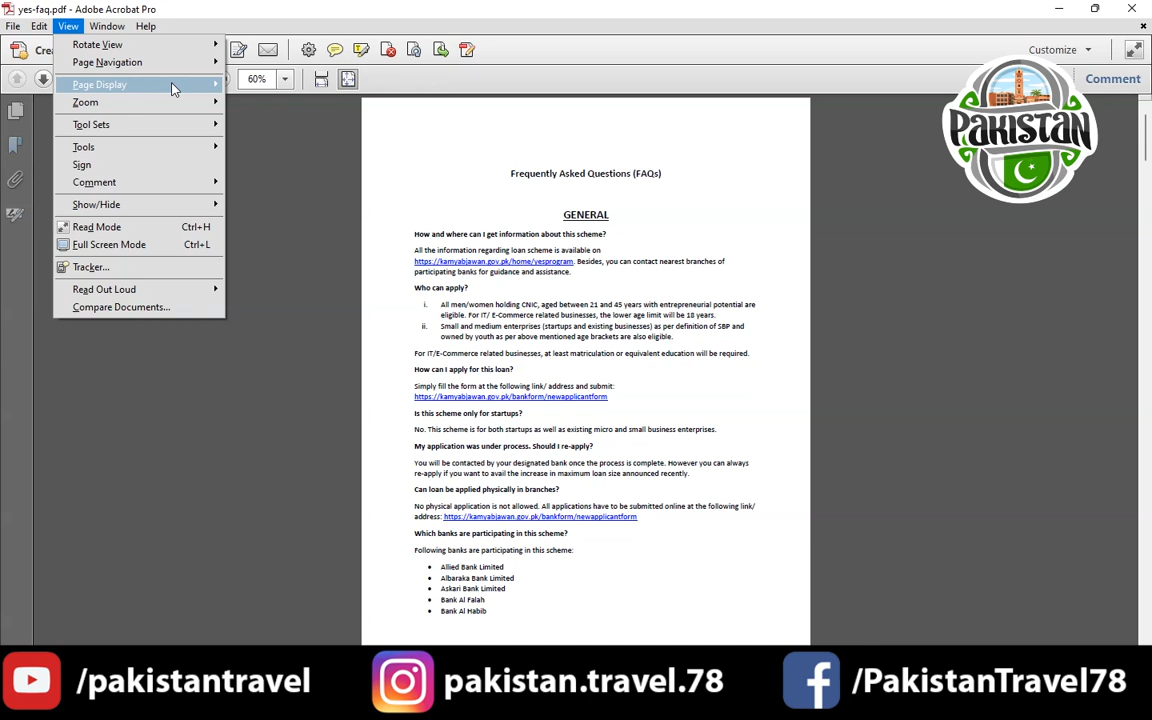 yes-faq.pdf - Adobe Acrobat Pro
File Edit View Window Help
Crea
Customize
60%
Comment
Rotate View
Page Navigation
Page Display
Zoom
Tool Sets
Tools
Sign
Comment
Show/Hide
Read Mode Ctrl+H
Full Screen Mode Ctrl+L
Tracker...
Read Out Loud
Compare Documents...
PAKISTAN
Frequently Asked Questions (FAQs)
GENERAL
How and where can I get information about this scheme?
All the information regarding loan scheme is available on
https://kamyabjawan.gov.pk/home/yesprogram. Besides, you can contact nearest branches of
participating banks for guidance and assistance.
Who can apply?
i. All men/women holding CNIC, aged between 21 and 45 years with entrepreneurial potential are
eligible. For IT/ E-Commerce related businesses, the lower age limit will be 18 years.
ii. Small and medium enterprises (startups and existing businesses) as per definition of SBP and
owned by youth as per above mentioned age brackets are also eligible.
For IT/E-Commerce related businesses, at least matriculation or equivalent education will be required.
How can I apply for this loan?
Simply fill the form at the following link/ address and submit:
https://kamyabjawan.gov.pk/bankform/newapplicantform
Is this scheme only for startups?
No. This scheme is for both startups as well as existing micro and small business enterprises.
My application was under process. Should I re-apply?
You will be contacted by your designated bank once the process is complete. However you can always
re-apply if you want to avail the increase in maximum loan size announced recently.
Can loan be applied physically in branches?
No physical application is not allowed. All applications have to be submitted online at the following link/
address: https://kamyabjawan.gov.pk/bankform/newapplicantform
Which banks are participating in this scheme?
Following banks are participating in this scheme:
• Allied Bank Limited
• Albaraka Bank Limited
• Askari Bank Limited
• Bank Al Falah
• Bank Al Habib
/pakistantravel
pakistan.travel.78
/PakistanTravel78